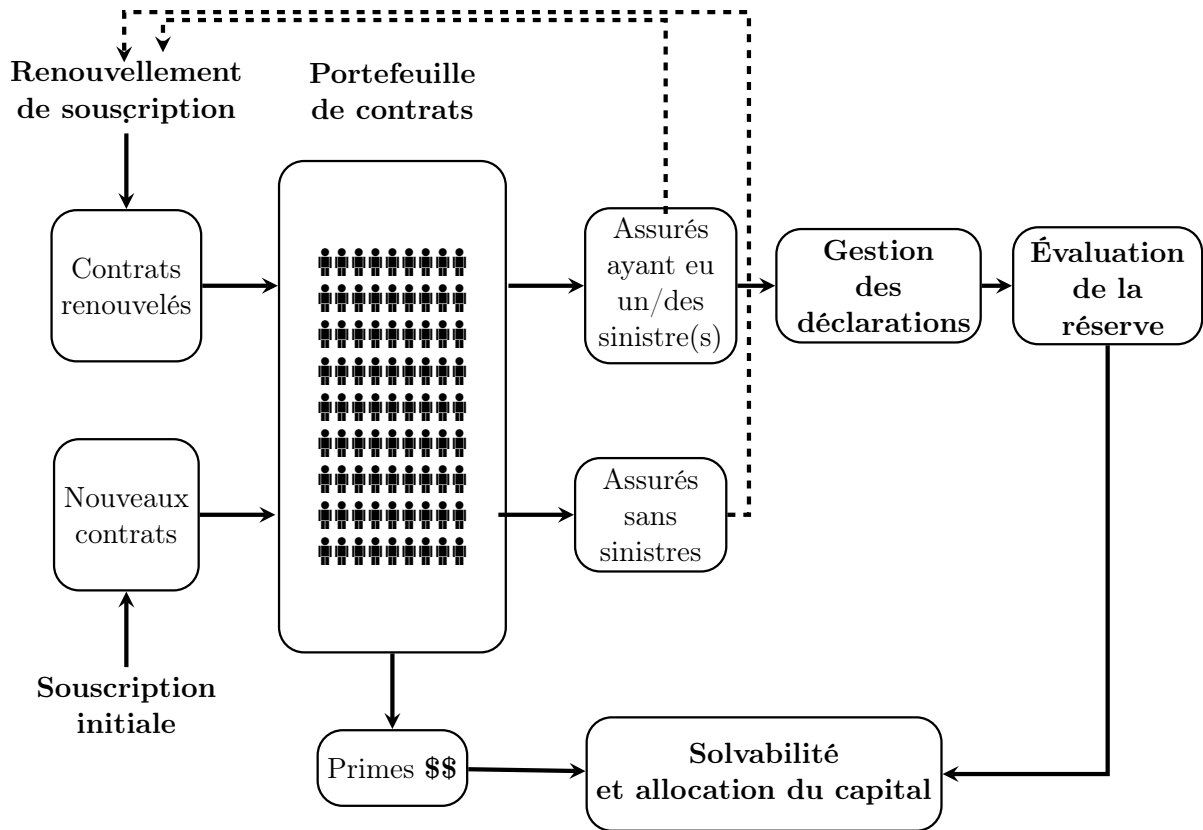 Renouvellement
de souscription
Portefeuille
de contrats
Contrats
renouvelés
Assurés
ayant eu
un/des
sinistre(s)
Gestion
des
déclarations
Évaluation
de la
réserve
Nouveaux
contrats
Assurés
sans
sinistres
Souscription
initiale
Primes $$
Solvabilité
et allocation du capital